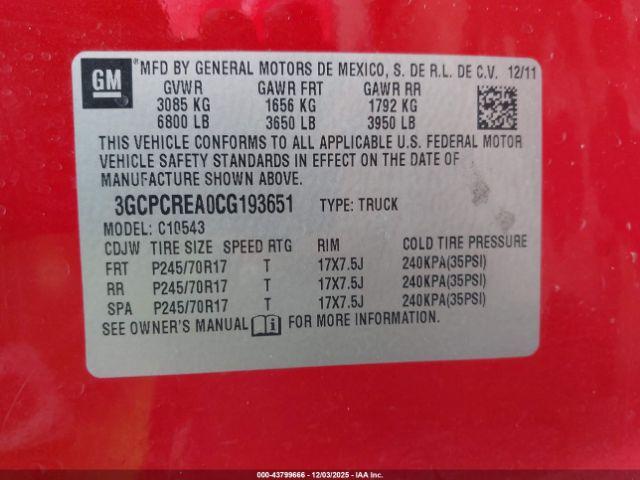 GM MFD BY GENERAL MOTORS DE MEXICO, S. DE R.L. DE C.V. 12/11
GVWR GAWR FRT GAWR RR
3085 KG 1656 KG 1792 KG
6800 LB 3650 LB 3950 LB
THIS VEHICLE CONFORMS TO ALL APPLICABLE U.S. FEDERAL MOTOR
VEHICLE SAFETY STANDARDS IN EFFECT ON THE DATE OF
MANUFACTURE SHOWN ABOVE.
3GCPCREA0CG193651 TYPE: TRUCK
MODEL: C10543
CDJW TIRE SIZE SPEED RTG RIM COLD TIRE PRESSURE
FRT P245/70R17 T 17X7.5J 240KPA(35PSI)
RR P245/70R17 T 17X7.5J 240KPA(35PSI)
SPA P245/70R17 T 17X7.5J 240KPA(35PSI)
SEE OWNER'S MANUAL FOR MORE INFORMATION.
000-43799666 - 12/03/2025 - IAAI.com